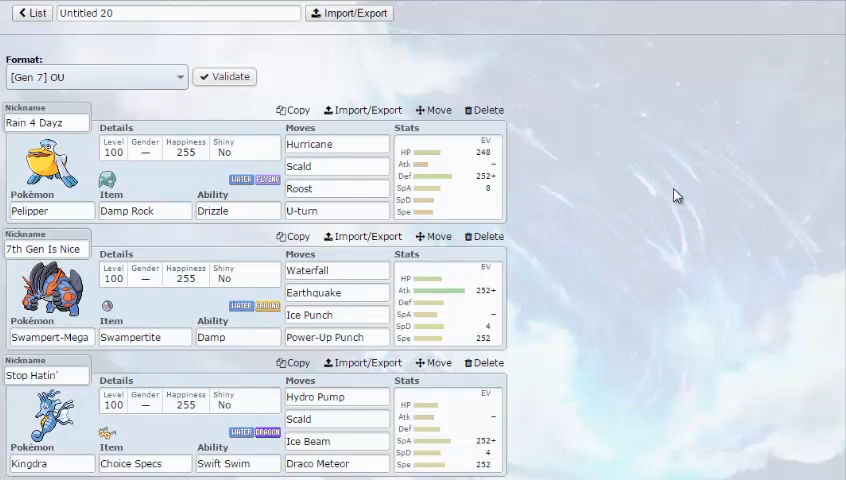 List
Untitled 20
Import/Export
Format:
[Gen 7] OU
Validate
Copy Import/Export Move Delete
Nickname
Rain 4 Dayz
Details
Level Gender Happiness Shiny
100 — 255 No
WATER FLYING
Pokémon Item Ability
Pelipper Damp Rock Drizzle
Moves
Hurricane
Scald
Roost
U-turn
Stats
EV
HP 248
Atk –
Def 252+
SpA 8
SpD
Spe
Copy Import/Export Move Delete
Nickname
7th Gen Is Nice
Details
Level Gender Happiness Shiny
100 — 255 No
WATER GROUND
Pokémon Item Ability
Swampert-Mega Swampertite Damp
Moves
Waterfall
Earthquake
Ice Punch
Power-Up Punch
Stats
EV
HP
Atk 252+
Def
SpA –
SpD 4
Spe 252
Copy Import/Export Move Delete
Nickname
Stop Hatin'
Details
Level Gender Happiness Shiny
100 — 255 No
WATER DRAGON
Pokémon Item Ability
Kingdra Choice Specs Swift Swim
Moves
Hydro Pump
Scald
Ice Beam
Draco Meteor
Stats
EV
HP
Atk –
Def
SpA 252+
SpD 4
Spe 252